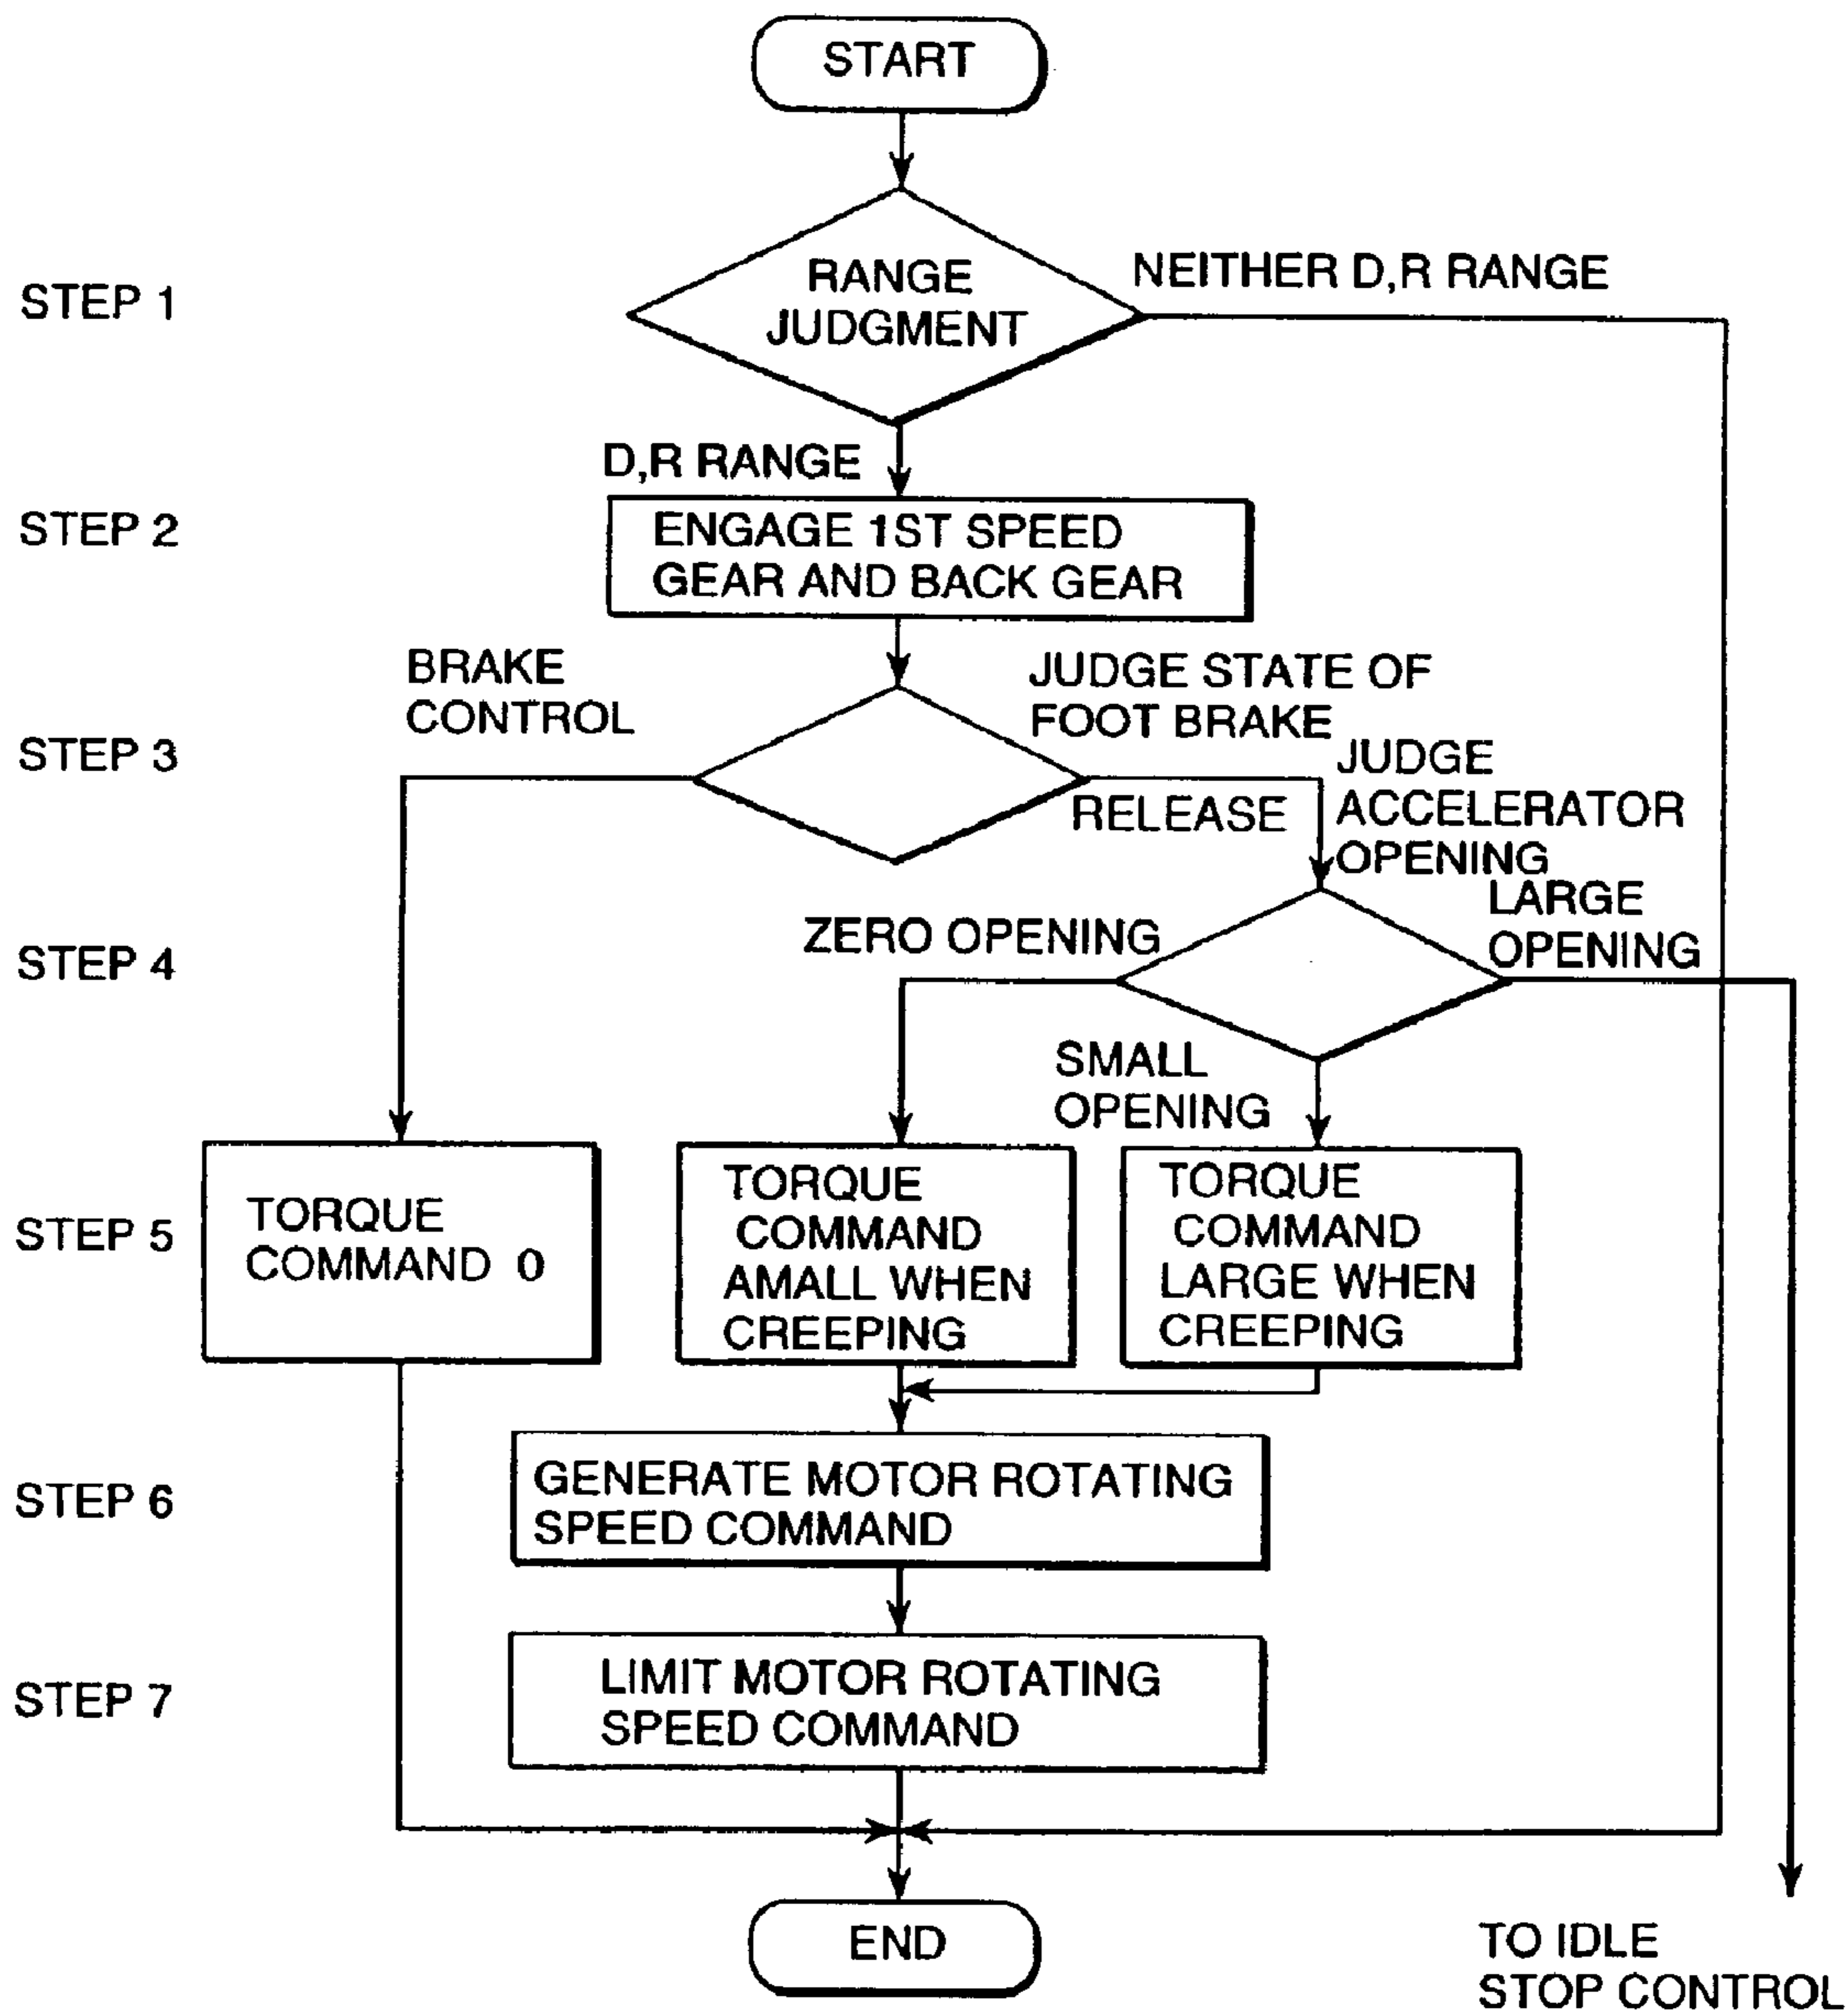 START
RANGE
JUDGMENT
NEITHER D,R RANGE
STEP 1
D,R RANGE
STEP 2
ENGAGE 1ST SPEED
GEAR AND BACK GEAR
BRAKE
CONTROL
JUDGE STATE OF
FOOT BRAKE
STEP 3
RELEASE
JUDGE
ACCELERATOR
OPENING
LARGE
OPENING
ZERO OPENING
STEP 4
SMALL
OPENING
STEP 5
TORQUE
COMMAND 0
TORQUE
COMMAND
AMALL WHEN
CREEPING
TORQUE
COMMAND
LARGE WHEN
CREEPING
STEP 6
GENERATE MOTOR ROTATING
SPEED COMMAND
STEP 7
LIMIT MOTOR ROTATING
SPEED COMMAND
END
TO IDLE
STOP CONTROL